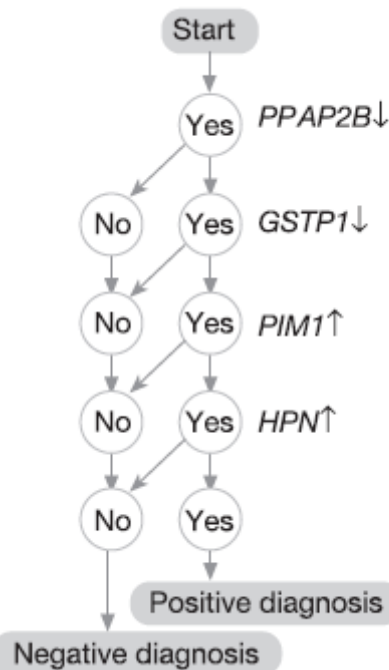 Start
Yes PPAP2B↓
No Yes GSTP1↓
No Yes PIM1↑
No Yes HPN↑
No Yes
Positive diagnosis
Negative diagnosis